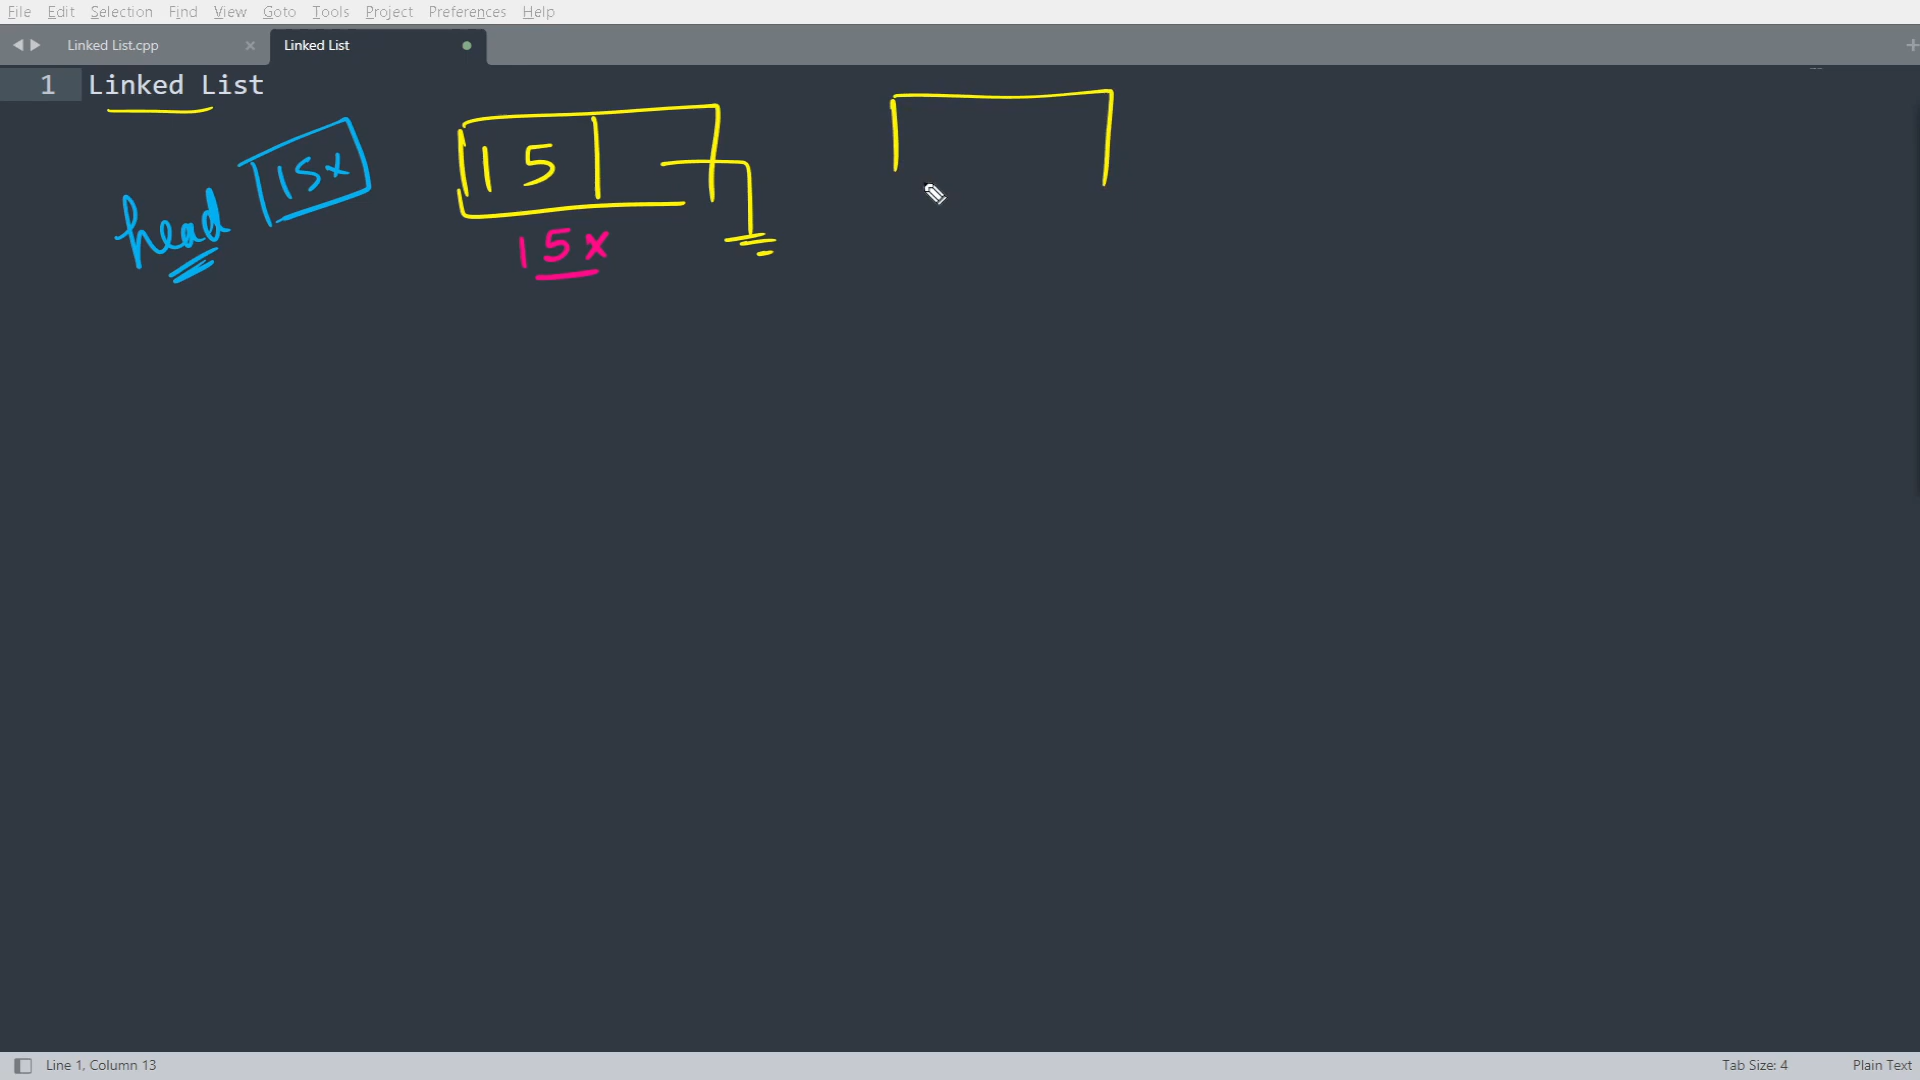 File Edit Selection Find View Goto Tools Project Preferences Help
Linked List.cpp × Linked List
1 Linked List
head 15x
15
15x
Line 1, Column 13 Tab Size: 4 Plain Text